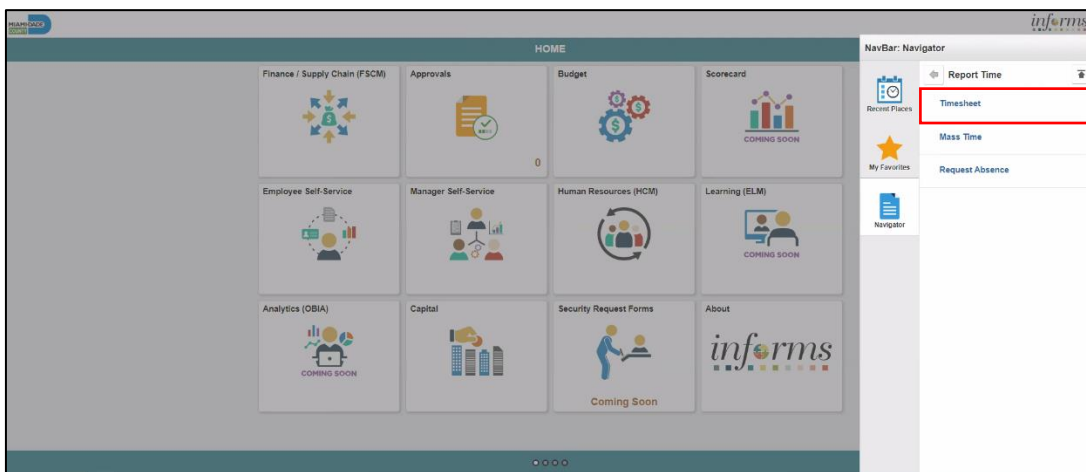 MIAMI-DADE
COUNTY
informs
HOME
NavBar: Navigator
Finance / Supply Chain (FSCM)
Approvals
0
Budget
Scorecard
COMING SOON
Employee Self-Service
Manager Self-Service
Human Resources (HCM)
Learning (ELM)
COMING SOON
Analytics (OBIA)
COMING SOON
Capital
Security Request Forms
Coming Soon
About
informs
Recent Places
My Favorites
Navigator
Report Time
Timesheet
Mass Time
Request Absence